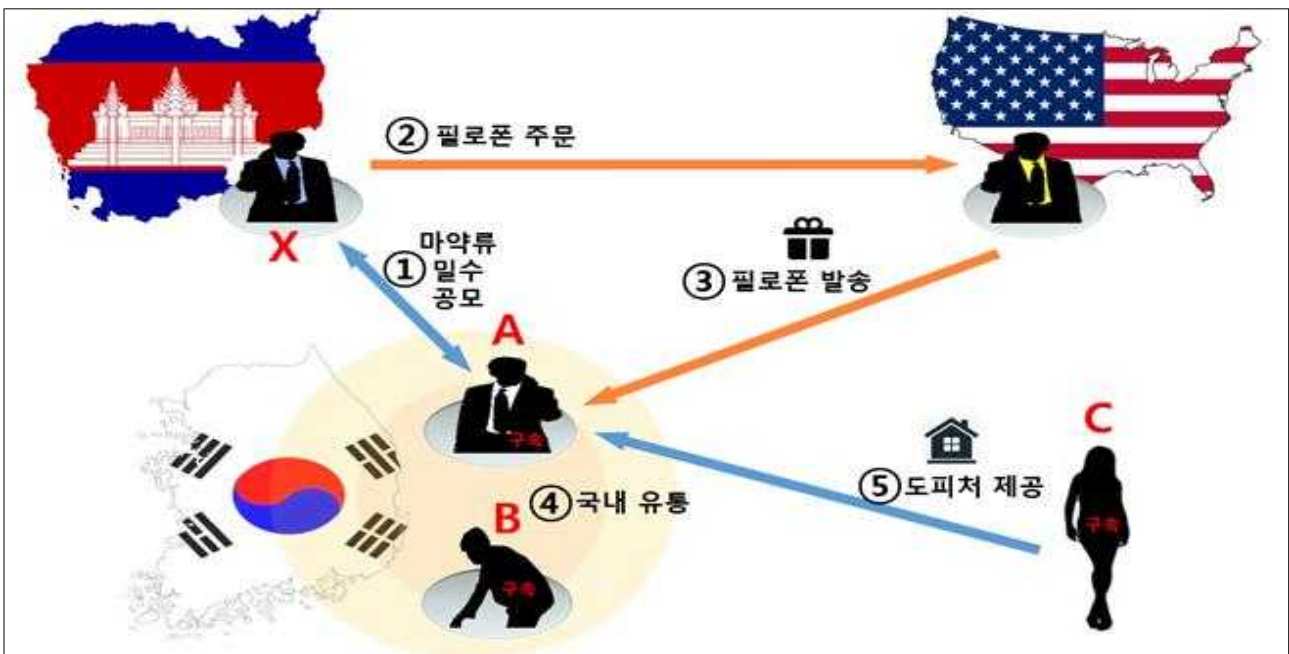 ② 필로폰 주문
X
① 마약류
밀수
공모
③ 필로폰 발송
A
구속
B
④ 국내 유통
구속
C
⑤ 도피처 제공
구속